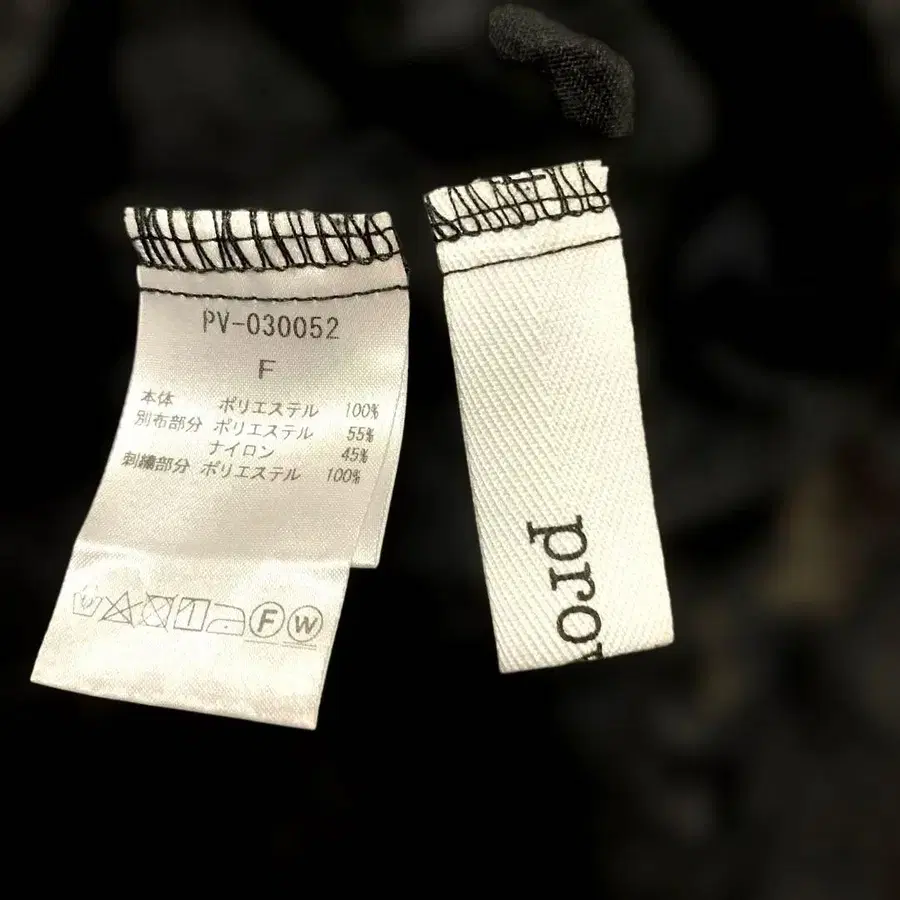 PV-030052
F
本体 ポリエステル 100%
別布部分 ポリエステル 55%
ナイロン 45%
刺繍部分 ポリエステル 100%
F W
pro